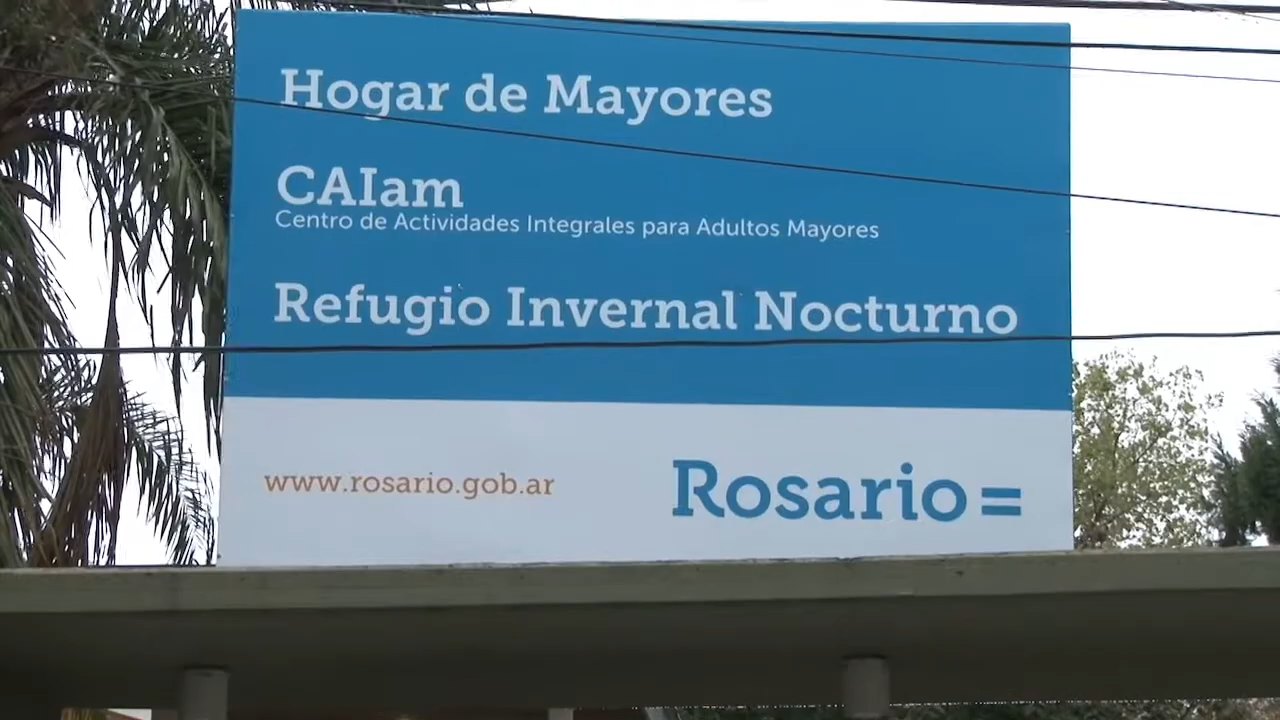 Hogar de Mayores
CAIam
Centro de Actividades Integrales para Adultos Mayores
Refugio Invernal Nocturno
www.rosario.gob.ar
Rosario=